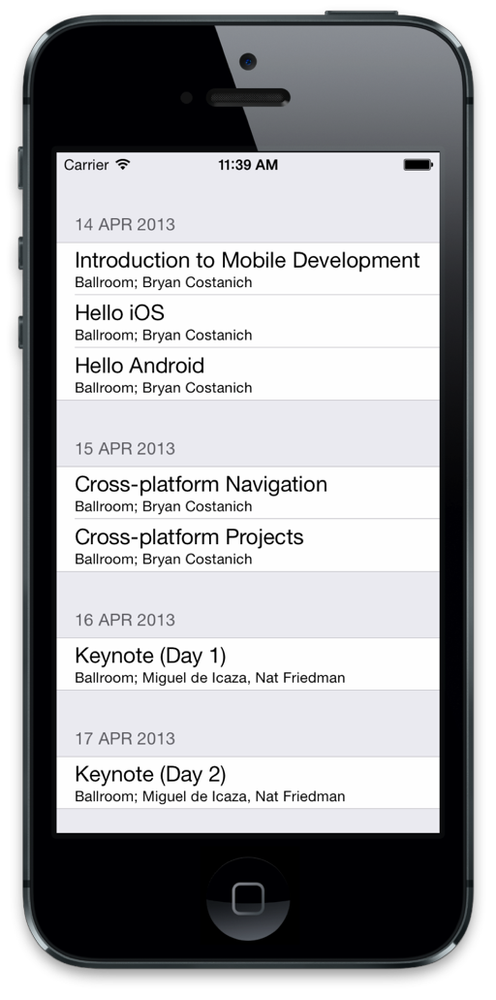 Carrier 11:39 AM
14 APR 2013
Introduction to Mobile Development
Ballroom; Bryan Costanich
Hello iOS
Ballroom; Bryan Costanich
Hello Android
Ballroom; Bryan Costanich
15 APR 2013
Cross-platform Navigation
Ballroom; Bryan Costanich
Cross-platform Projects
Ballroom; Bryan Costanich
16 APR 2013
Keynote (Day 1)
Ballroom; Miguel de Icaza, Nat Friedman
17 APR 2013
Keynote (Day 2)
Ballroom; Miguel de Icaza, Nat Friedman